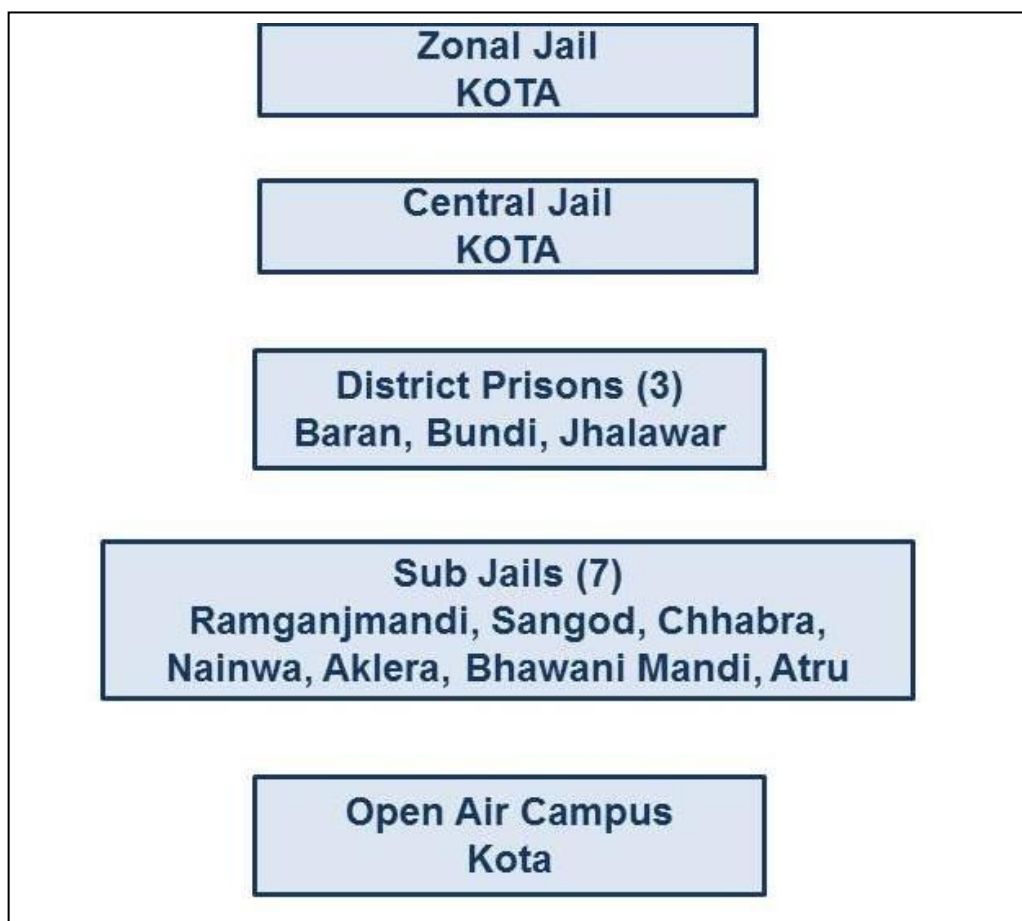 Zonal Jail
KOTA
Central Jail
KOTA
District Prisons (3)
Baran, Bundi, Jhalawar
Sub Jails (7)
Ramganjmandi, Sangod, Chhabra,
Nainwa, Aklera, Bhawani Mandi, Atru
Open Air Campus
Kota